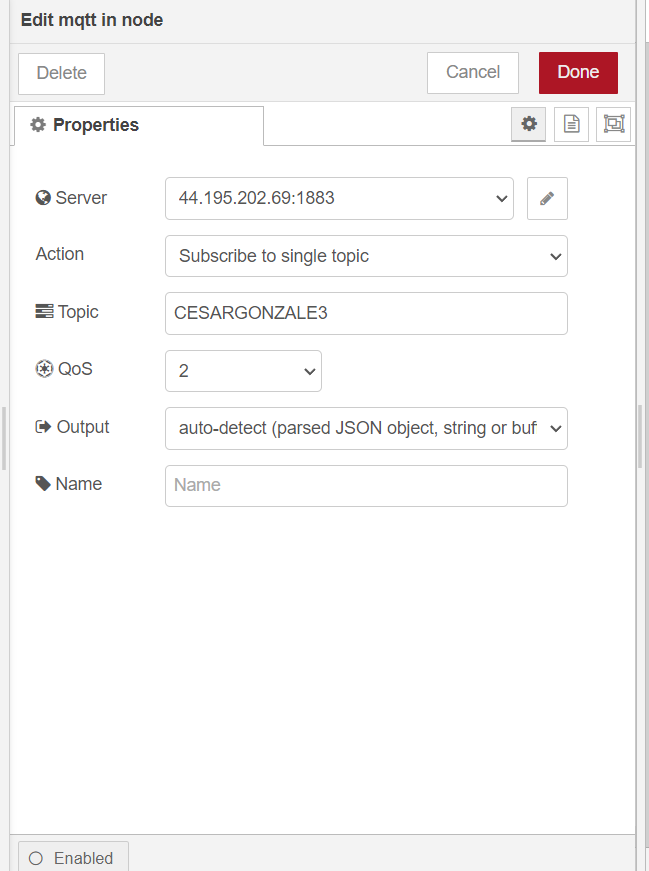 Edit mqtt in node
Delete
Cancel
Done
Properties
Server
44.195.202.69:1883
Action
Subscribe to single topic
Topic
CESARGONZALE3
QoS
2
Output
auto-detect (parsed JSON object, string or buf
Name
Name
Enabled